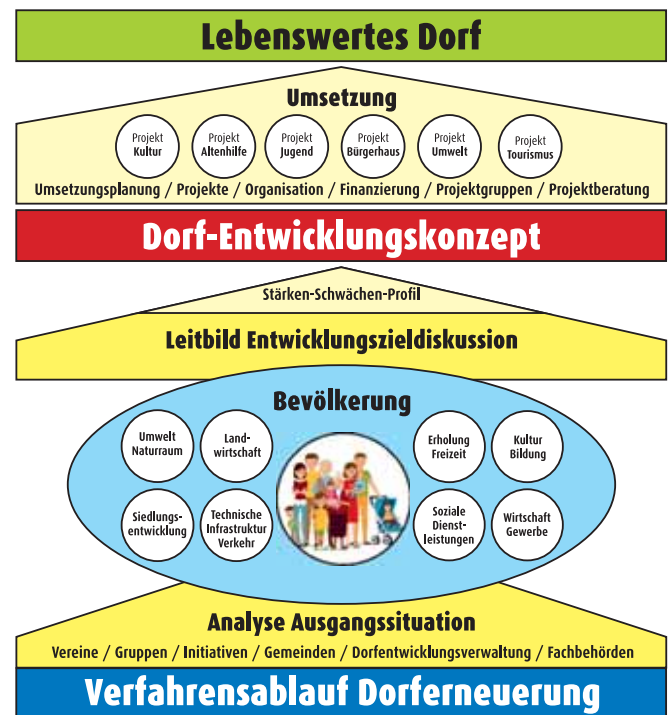 Lebenswertes Dorf
Umsetzung
Projekt
Kultur
Projekt
Altenhilfe
Projekt
Jugend
Projekt
Bürgerhaus
Projekt
Umwelt
Projekt
Tourismus
Umsetzungsplanung / Projekte / Organisation / Finanzierung / Projektgruppen / Projektberatung
Dorf-Entwicklungskonzept
Stärken-Schwächen-Profil
Leitbild Entwicklungszieldiskussion
Bevölkerung
Umwelt
Naturraum
Land-
wirtschaft
Erholung
Freizeit
Kultur
Bildung
Siedlungs-
entwicklung
Technische
Infrastruktur
Verkehr
Soziale
Dienst-
leistungen
Wirtschaft
Gewerbe
Analyse Ausgangssituation
Vereine / Gruppen / Initiativen / Gemeinden / Dorfentwicklungsverwaltung / Fachbehörden
Verfahrensablauf Dorferneuerung